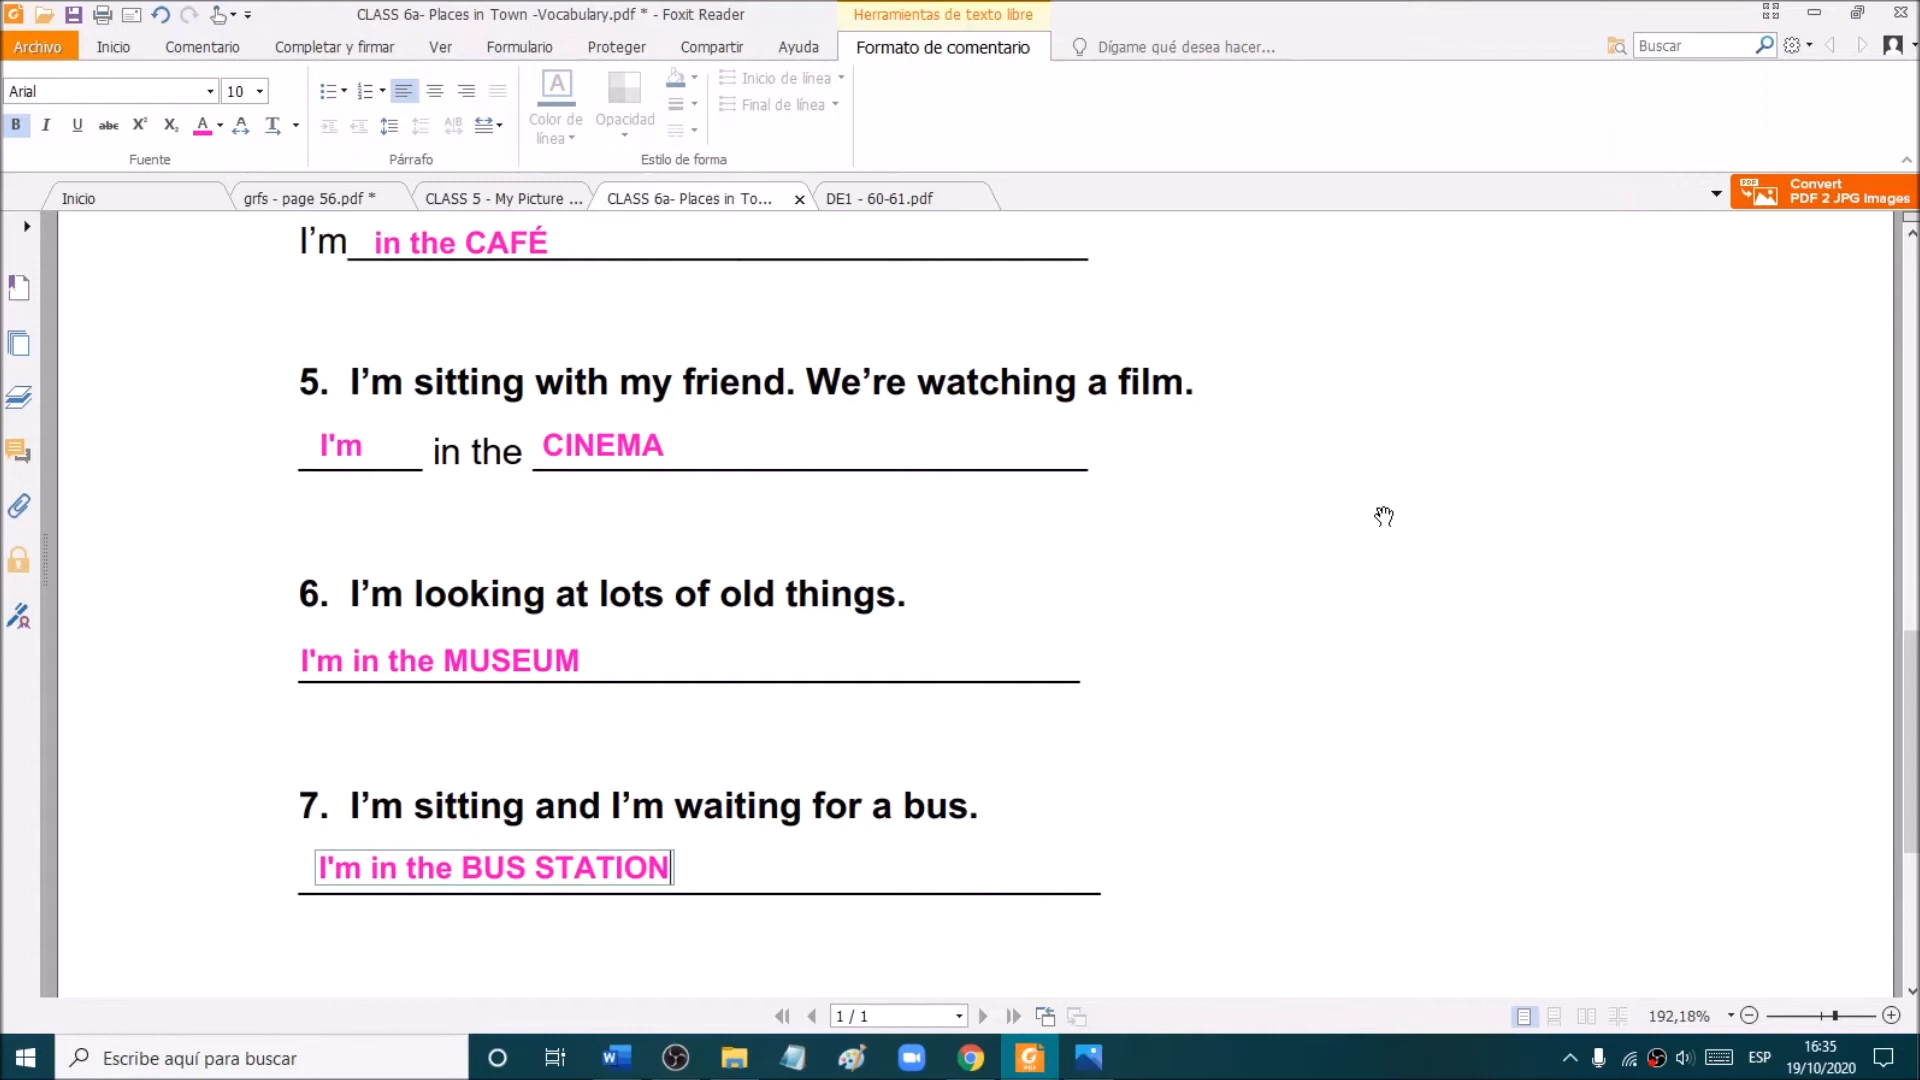 CLASS 6a- Places in Town -Vocabulary.pdf * - Foxit Reader
Herramientas de texto libre
Archivo Inicio Comentario Completar y firmar Ver Formulario Proteger Compartir Ayuda Formato de comentario Dígame qué desea hacer... Buscar
Arial 10
Color de línea Opacidad Inicio de línea
Final de línea
Fuente Párrafo Estilo de forma
Inicio grfs - page 56.pdf * CLASS 5 - My Picture ... CLASS 6a- Places in To... DE1 - 60-61.pdf
Convert
PDF 2 JPG Images
I’m in the CAFÉ
5. I’m sitting with my friend. We’re watching a film.
I'm in the CINEMA
6. I’m looking at lots of old things.
I'm in the MUSEUM
7. I’m sitting and I’m waiting for a bus.
I'm in the BUS STATION
1 / 1
192,18%
Escribe aquí para buscar
ESP
16:35
19/10/2020